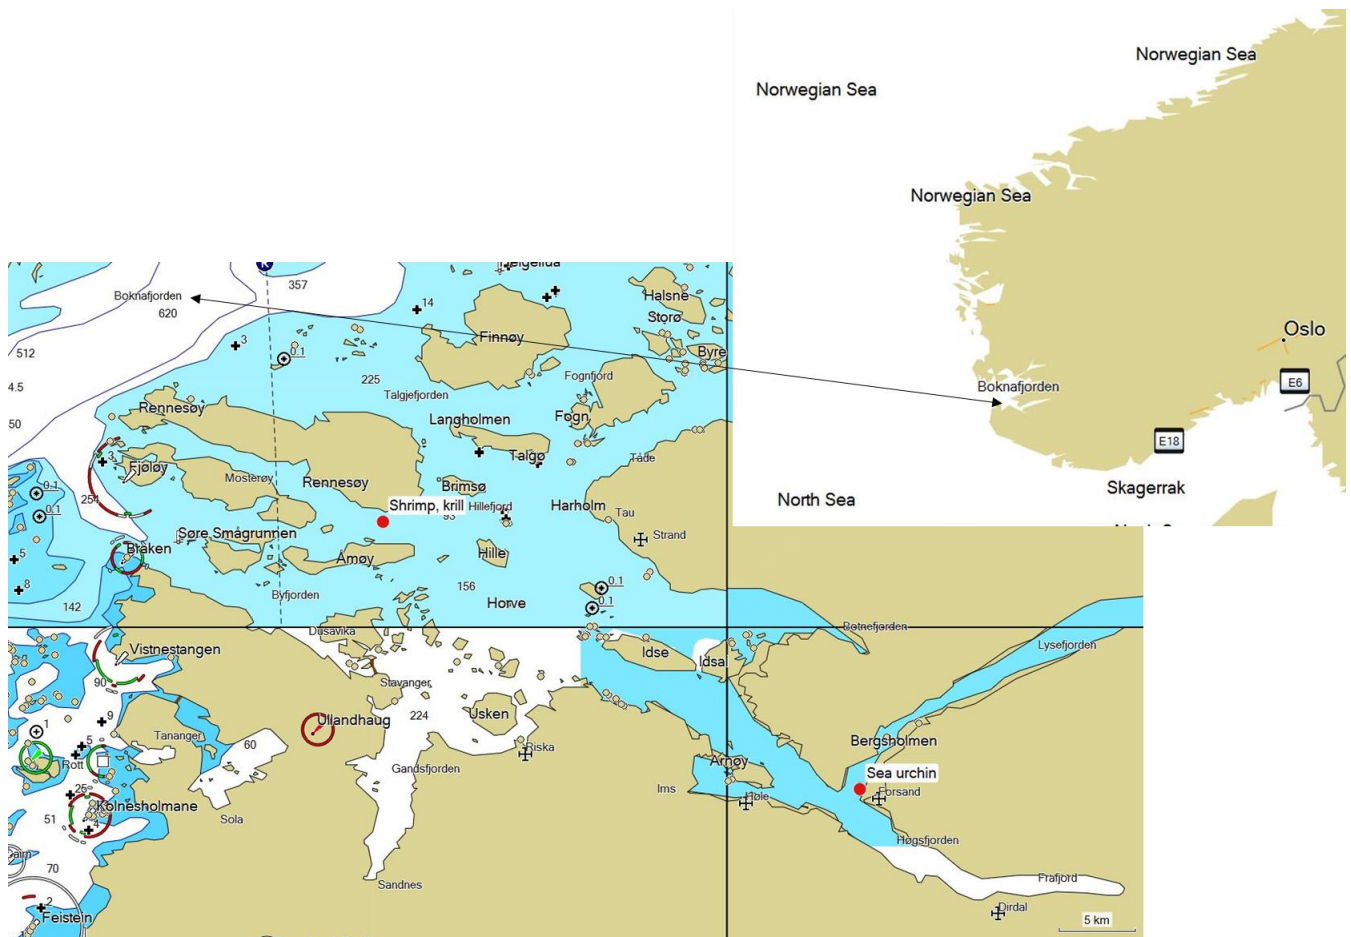 Norwegian Sea
Norwegian Sea
Norwegian Sea
Oslo
Boknafjorden
E6
E18
Skagerrak
North Sea
357
Boknafjorden
620
14
Halsne
Storø
Finnøy
3
512
0.1
Byre
225
Fognfjord
4.5
Talgjefjorden
Rennesøy
Langholmen
Fogn
50
Talgø
Tåde
3
Fjøløy
Mosterøy
Rennesøy
Brimsø
0.1
251
Shrimp, krill
Hillefjord
Harholm
93
Tau
0.1
Søre Smågrunnen
Strand
Bråken
Åmøy
Hille
5
8
156
0.1
Byfjorden
Horve
142
0.1
Botnefjorden
Dusavika
Lysefjorden
Vistnestangen
Idse
Idsal
90
Stavanger
Usken
224
9
Ullandhaug
1
Tananger
60
Riska
Bergsholmen
5
Rott
Gandsfjorden
Arnøy
Sea urchin
Ims
Forsand
25
Høle
Kolnesholmane
51
Sola
4
Høgsfjorden
70
Sandnes
Frafjord
2
Dirdal
Feistein
5 km